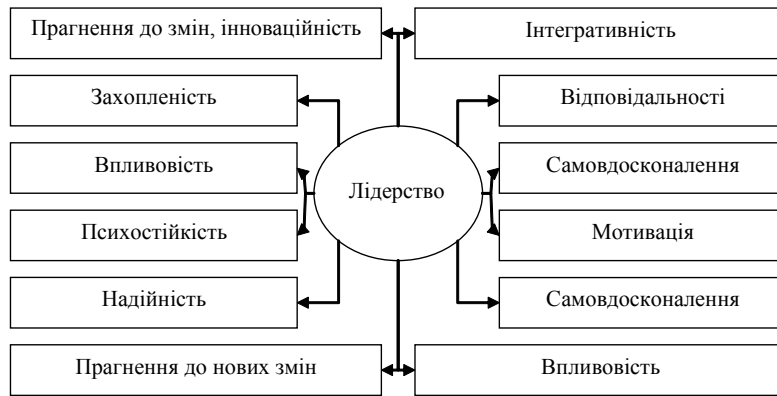 Прагнення до змін, інноваційність
Інтегративність
Захопленість
Відповідальності
Впливовість
Самовдосконалення
Лідерство
Психостійкість
Мотивація
Надійність
Самовдосконалення
Прагнення до нових змін
Впливовість